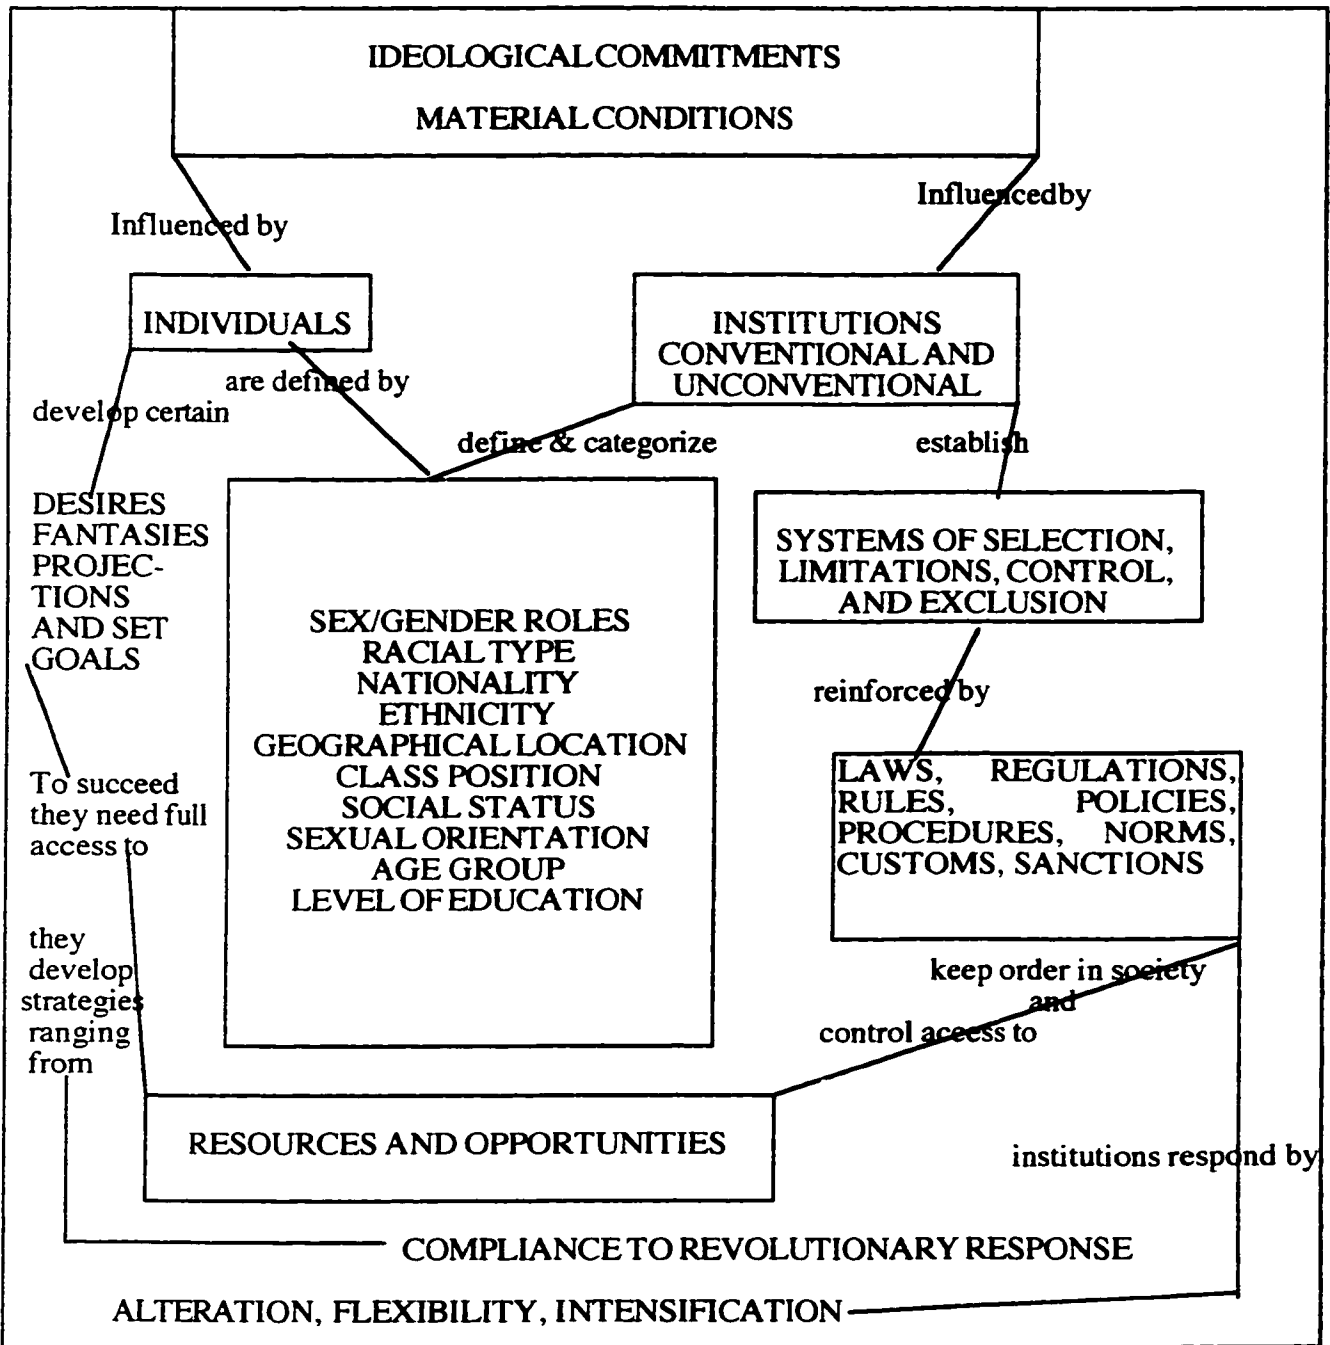 IDEOLOGICAL COMMITMENTS
MATERIAL CONDITIONS
Influenced by
Influencedby
INDIVIDUALS
INSTITUTIONS
CONVENTIONAL AND
UNCONVENTIONAL
are defined by
develop certain
define & categorize
establish
DESIRES
FANTASIES
PROJEC-
TIONS
AND SET
GOALS
SYSTEMS OF SELECTION,
LIMITATIONS, CONTROL,
AND EXCLUSION
SEX/GENDER ROLES
RACIAL TYPE
NATIONALITY
ETHNICITY
GEOGRAPHICAL LOCATION
CLASS POSITION
SOCIAL STATUS
SEXUAL ORIENTATION
AGE GROUP
LEVEL OF EDUCATION
reinforced by
LAWS, REGULATIONS,
RULES, POLICIES,
PROCEDURES, NORMS,
CUSTOMS, SANCTIONS
To succeed
they need full
access to
they
develop
strategies
ranging
from
keep order in society
and
control access to
RESOURCES AND OPPORTUNITIES
institutions respond by
COMPLIANCE TO REVOLUTIONARY RESPONSE
ALTERATION, FLEXIBILITY, INTENSIFICATION